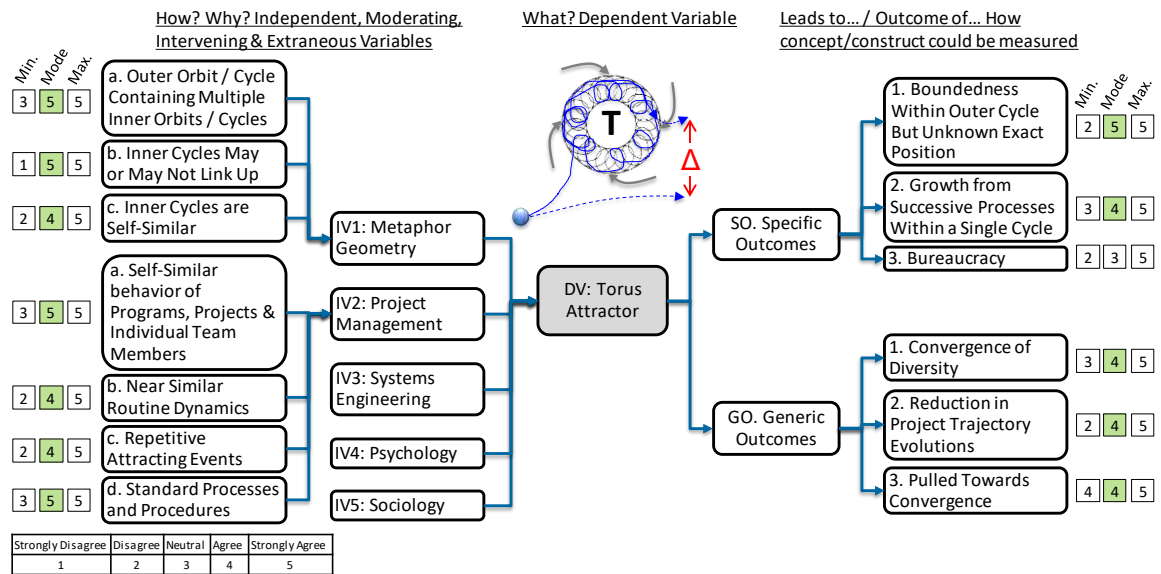 How? Why? Independent, Moderating,
Intervening & Extraneous Variables
What? Dependent Variable
Leads to... / Outcome of... How
concept/construct could be measured
Min. Mode Max.
3 5 5
a. Outer Orbit / Cycle
Containing Multiple
Inner Orbits / Cycles
1 5 5
b. Inner Cycles May
or May Not Link Up
2 4 5
c. Inner Cycles are
Self-Similar
3 5 5
a. Self-Similar
behavior of
Programs, Projects &
Individual Team
Members
2 4 5
b. Near Similar
Routine Dynamics
2 4 5
c. Repetitive
Attracting Events
3 5 5
d. Standard Processes
and Procedures
IV1: Metaphor
Geometry
IV2: Project
Management
IV3: Systems
Engineering
IV4: Psychology
IV5: Sociology
T
Δ
DV: Torus
Attractor
SO. Specific
Outcomes
GO. Generic
Outcomes
Min. Mode Max.
1. Boundedness
Within Outer Cycle
But Unknown Exact
Position
2 5 5
2. Growth from
Successive Processes
Within a Single Cycle
3 4 5
3. Bureaucracy
2 3 5
1. Convergence of
Diversity
3 4 5
2. Reduction in
Project Trajectory
Evolutions
2 4 5
3. Pulled Towards
Convergence
4 4 5
Strongly Disagree Disagree Neutral Agree Strongly Agree
1 2 3 4 5